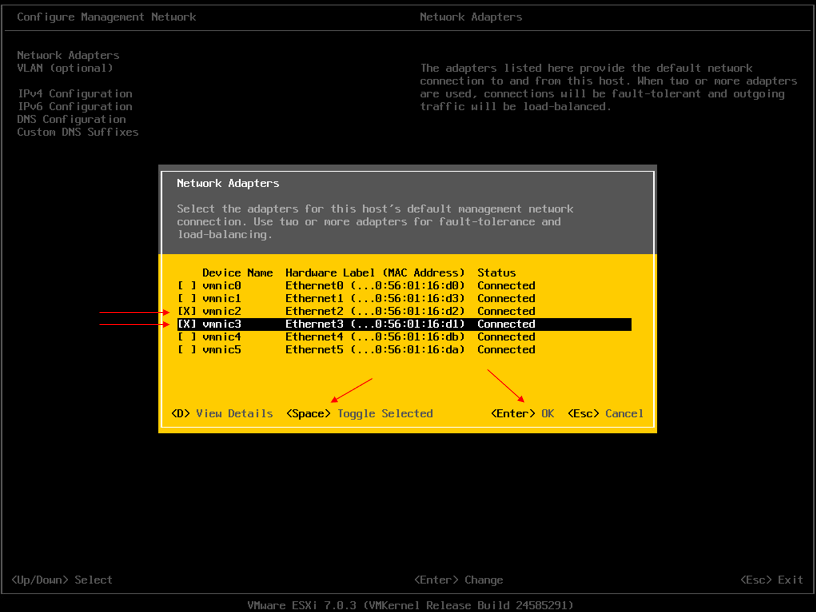 Configure Management Network
Network Adapters
Network Adapters
VLAN (optional)
IPv4 Configuration
IPv6 Configuration
DNS Configuration
Custom DNS Suffixes
The adapters listed here provide the default network
connection to and from this host. When two or more adapters
are used, connections will be fault-tolerant and outgoing
traffic will be load-balanced.
Network Adapters
Select the adapters for this host's default management network
connection. Use two or more adapters for fault-tolerance and
load-balancing.
Device Name Hardware Label (MAC Address) Status
[ ] vmnic0 Ethernet0 (...0:56:01:16:d0) Connected
[ ] vmnic1 Ethernet1 (...0:56:01:16:d3) Connected
[X] vmnic2 Ethernet2 (...0:56:01:16:d2) Connected
[X] vmnic3 Ethernet3 (...0:56:01:16:d1) Connected
[ ] vmnic4 Ethernet4 (...0:56:01:16:db) Connected
[ ] vmnic5 Ethernet5 (...0:56:01:16:da) Connected
<D> View Details <Space> Toggle Selected <Enter> OK <Esc> Cancel
<Up/Down> Select <Enter> Change <Esc> Exit
VMware ESXi 7.0.3 (VMKernel Release Build 24585291)